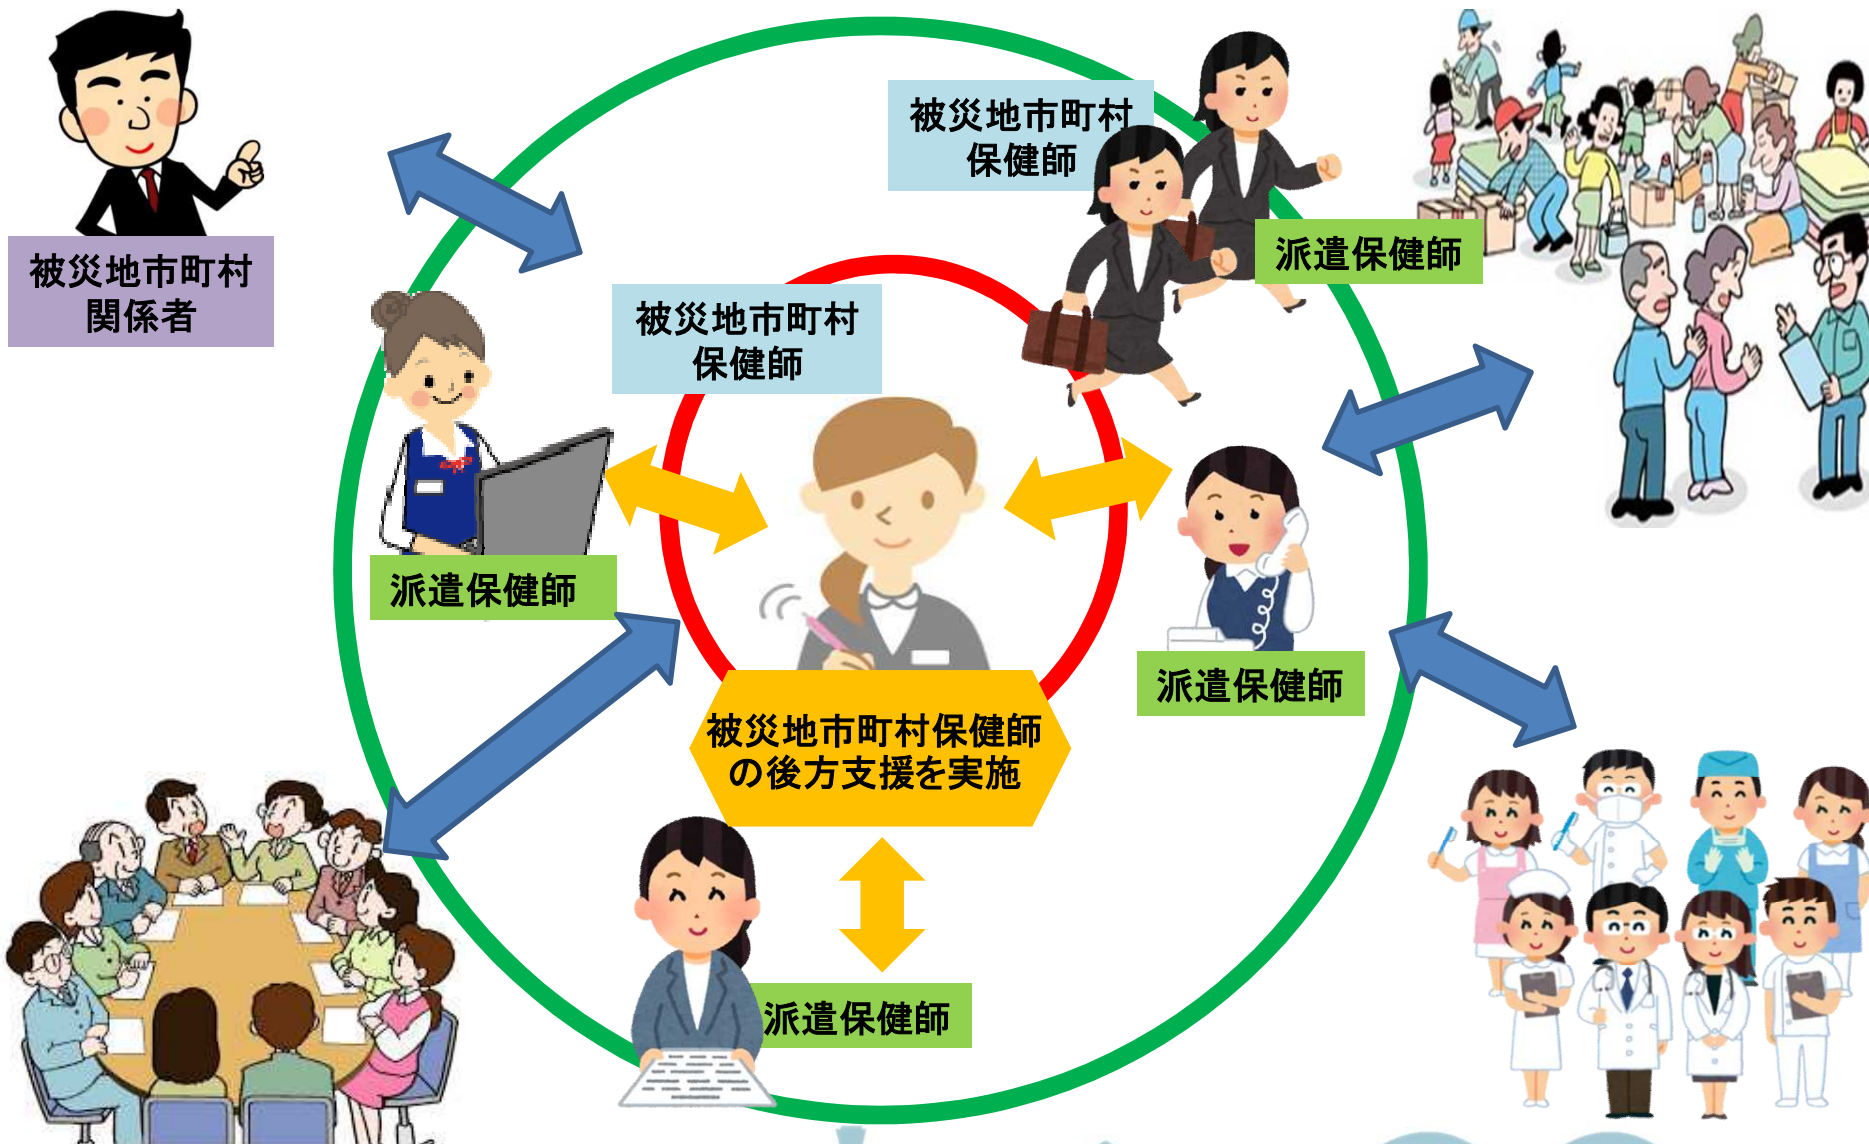 被災地市町村
関係者
被災地市町村
保健師
派遣保健師
被災地市町村
保健師
派遣保健師
派遣保健師
被災地市町村保健師
の後方支援を実施
派遣保健師